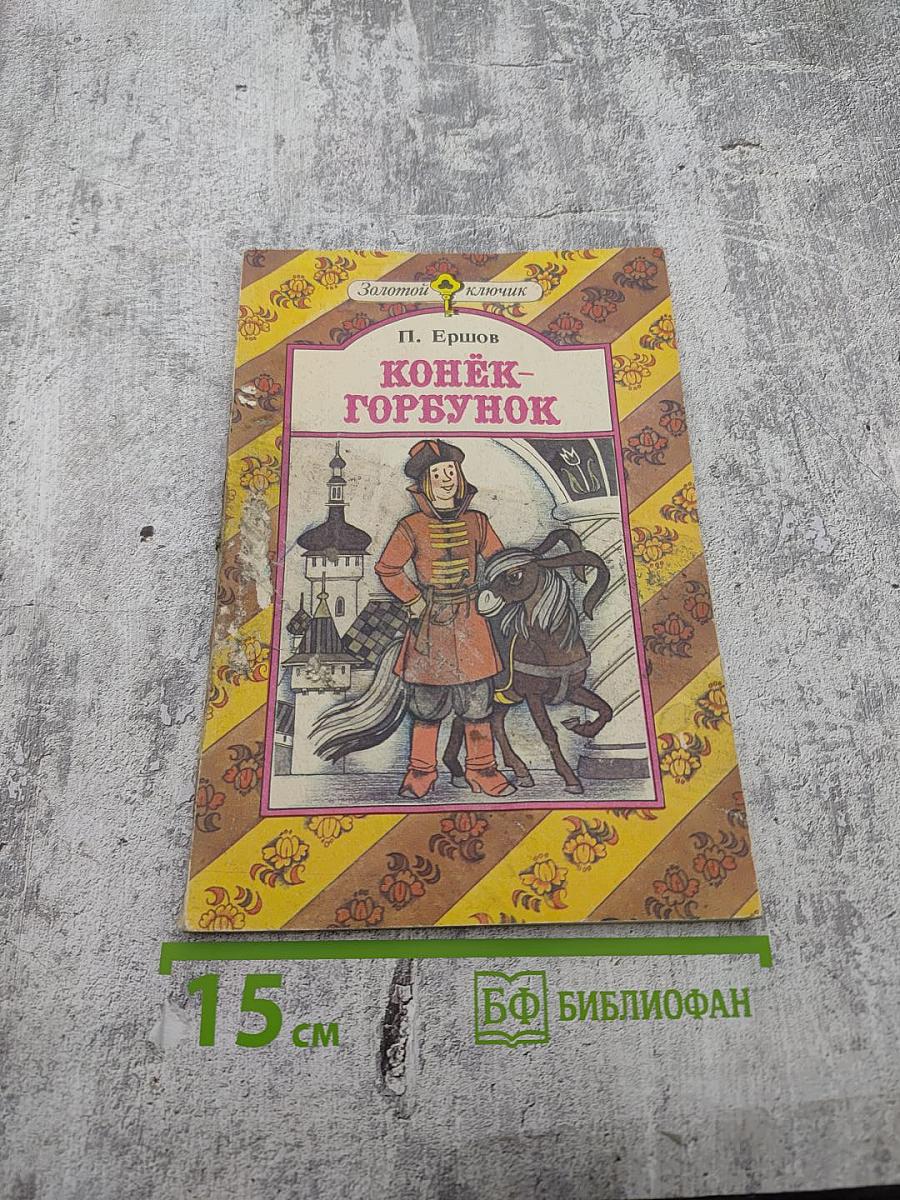 Золотой ключик
П. Ершов
КОНЁК-
ГОРБУНОК
15 см
БФ БИБЛИОФАН